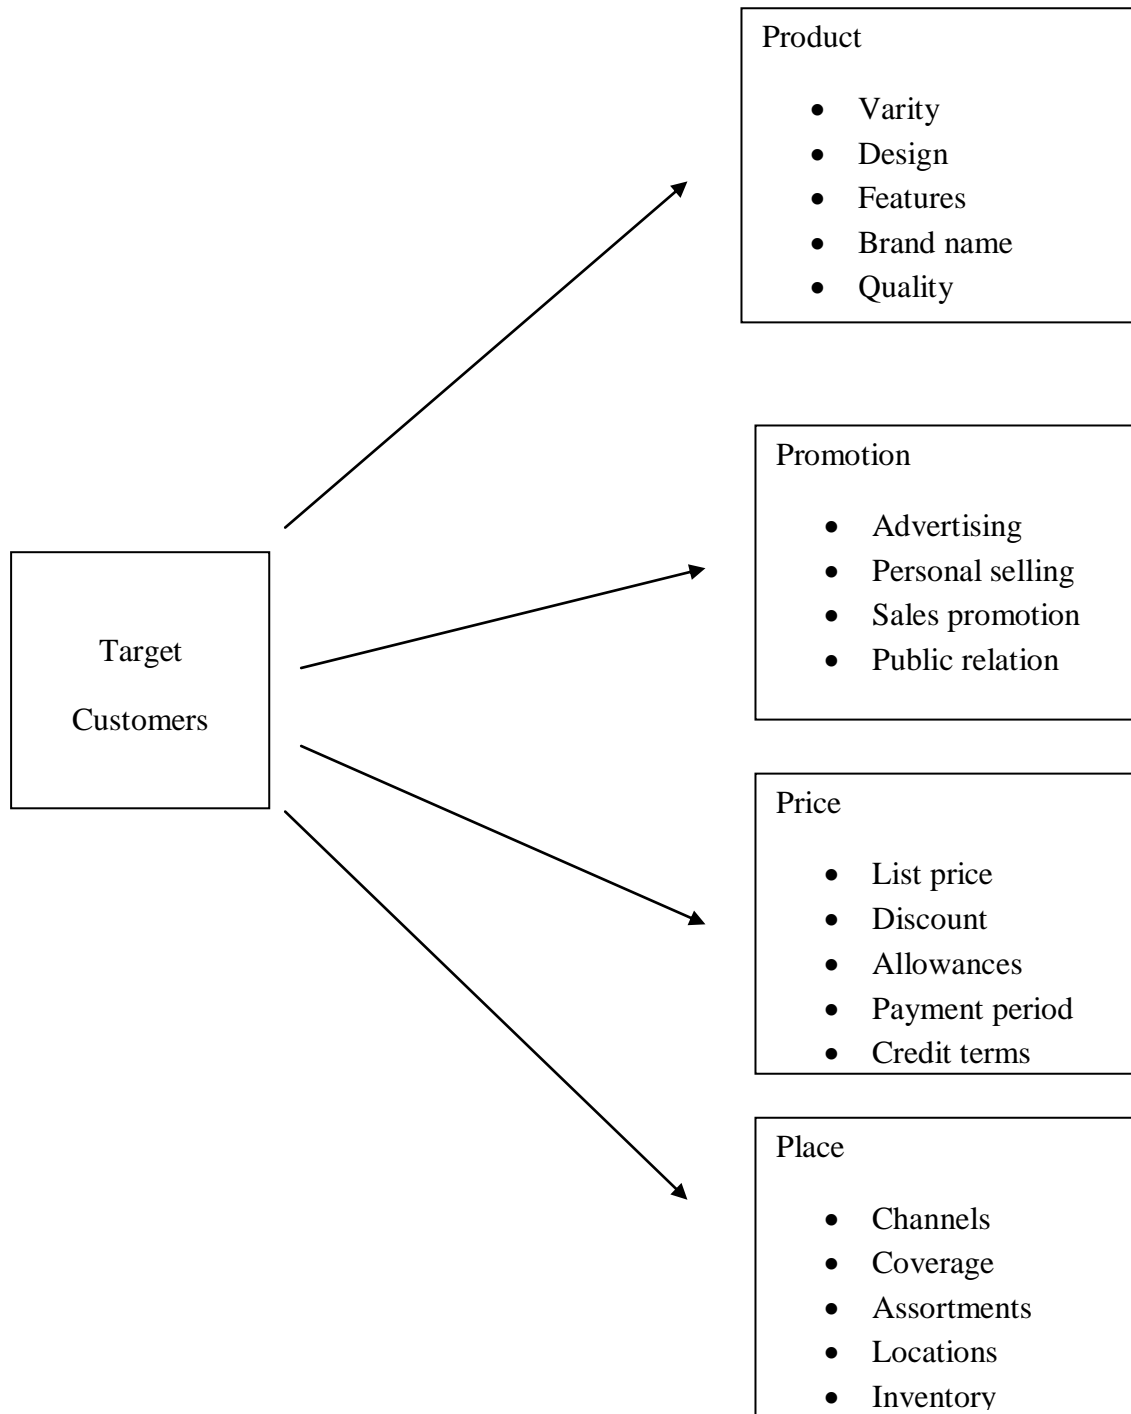 Product
• Varity
• Design
• Features
• Brand name
• Quality
Promotion
• Advertising
• Personal selling
• Sales promotion
• Public relation
Target
Customers
Price
• List price
• Discount
• Allowances
• Payment period
• Credit terms
Place
• Channels
• Coverage
• Assortments
• Locations
• Inventory